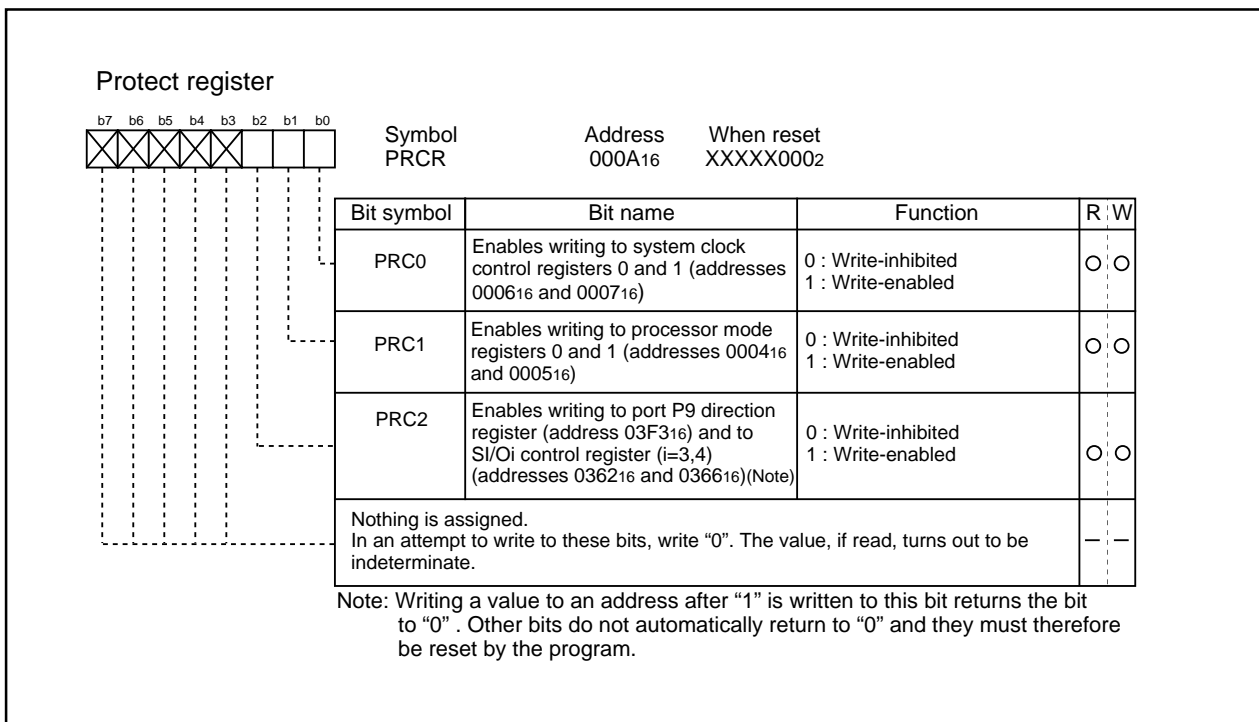 Protect register
b7 b6 b5 b4 b3 b2 b1 b0
Symbol Address When reset
PRCR 000A16 XXXXX0002
Bit symbol Bit name Function R W
PRC0 Enables writing to system clock control registers 0 and 1 (addresses 000616 and 000716) 0 : Write-inhibited 1 : Write-enabled
PRC1 Enables writing to processor mode registers 0 and 1 (addresses 000416 and 000516) 0 : Write-inhibited 1 : Write-enabled
PRC2 Enables writing to port P9 direction register (address 03F316) and to SI/Oi control register (i=3,4) (addresses 036216 and 036616)(Note) 0 : Write-inhibited 1 : Write-enabled
Nothing is assigned.
In an attempt to write to these bits, write “0”. The value, if read, turns out to be
indeterminate.
Note: Writing a value to an address after “1” is written to this bit returns the bit
to “0” . Other bits do not automatically return to “0” and they must therefore
be reset by the program.